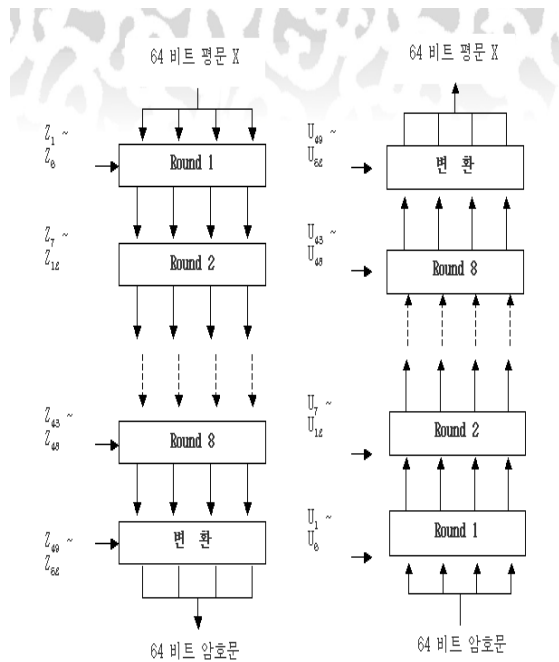 64 비트 평문 X
Z₁ ~
Z₆
Round 1
Z₇ ~
Z₁₂
Round 2
Z₄₃ ~
Z₄₈
Round 8
Z₄₉ ~
Z₅₂
변 환
64 비트 암호문
64 비트 평문 X
U₄₉ ~
U₅₂
변 환
U₄₃ ~
U₄₈
Round 8
U₇ ~
U₁₂
Round 2
U₁ ~
U₆
Round 1
64 비트 암호문